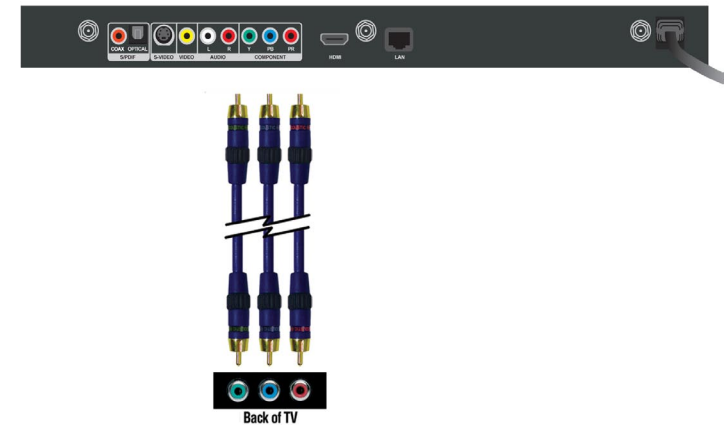 COAX OPTICAL
L R Y PB PR
S/PDIF S-VIDEO VIDEO AUDIO COMPONENT HDMI LAN
Back of TV